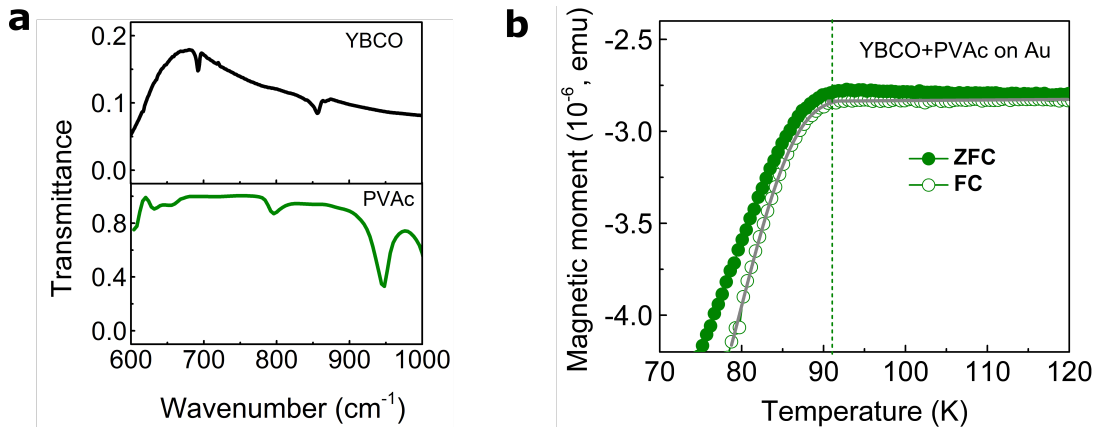 a
0.2
YBCO
0.1
0.0
PVAc
0.8
0.4
0.0
Transmittance
600 700 800 900 1000
Wavenumber (cm⁻¹)
b
-2.5
YBCO+PVAc on Au
-3.0
ZFC
FC
-3.5
-4.0
Magnetic moment (10⁻⁶, emu)
70 80 90 100 110 120
Temperature (K)